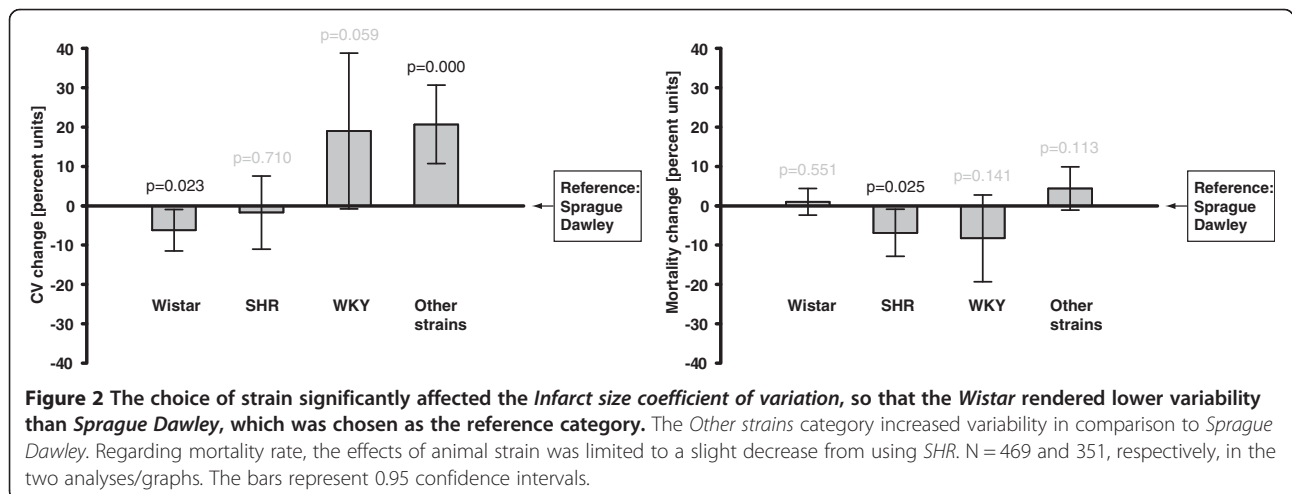 CV change [percent units]
40
30
20
10
0
-10
-20
-30
-40
p=0.023
p=0.710
p=0.059
p=0.000
Wistar
SHR
WKY
Other
strains
Reference:
Sprague
Dawley
Mortality change [percent units]
40
30
20
10
0
-10
-20
-30
-40
p=0.551
p=0.025
p=0.141
p=0.113
Wistar
SHR
WKY
Other
strains
Reference:
Sprague
Dawley
Figure 2 The choice of strain significantly affected the Infarct size coefficient of variation, so that the Wistar rendered lower variability
than Sprague Dawley, which was chosen as the reference category. The Other strains category increased variability in comparison to Sprague
Dawley. Regarding mortality rate, the effects of animal strain was limited to a slight decrease from using SHR. N = 469 and 351, respectively, in the
two analyses/graphs. The bars represent 0.95 confidence intervals.